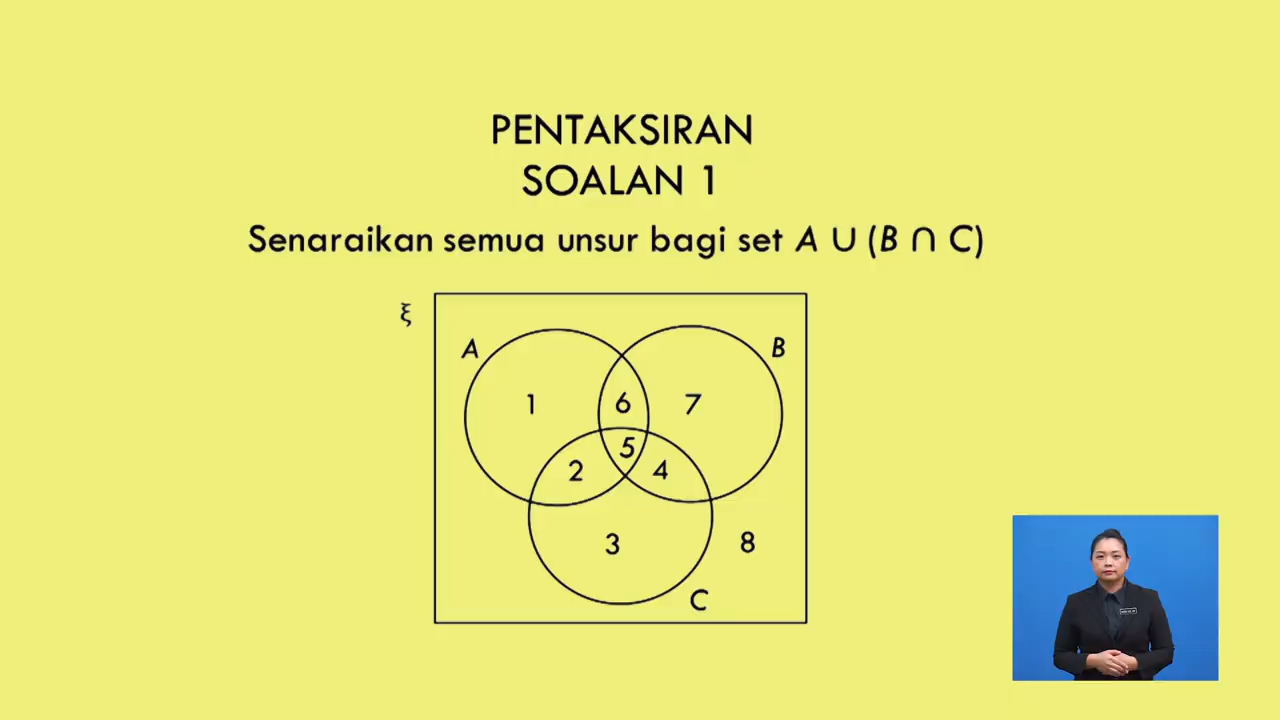 PENTAKSIRAN
SOALAN 1
Senaraikan semua unsur bagi set A ∪ (B ∩ C)
ξ
A
B
1
6
7
5
2
4
3
8
C